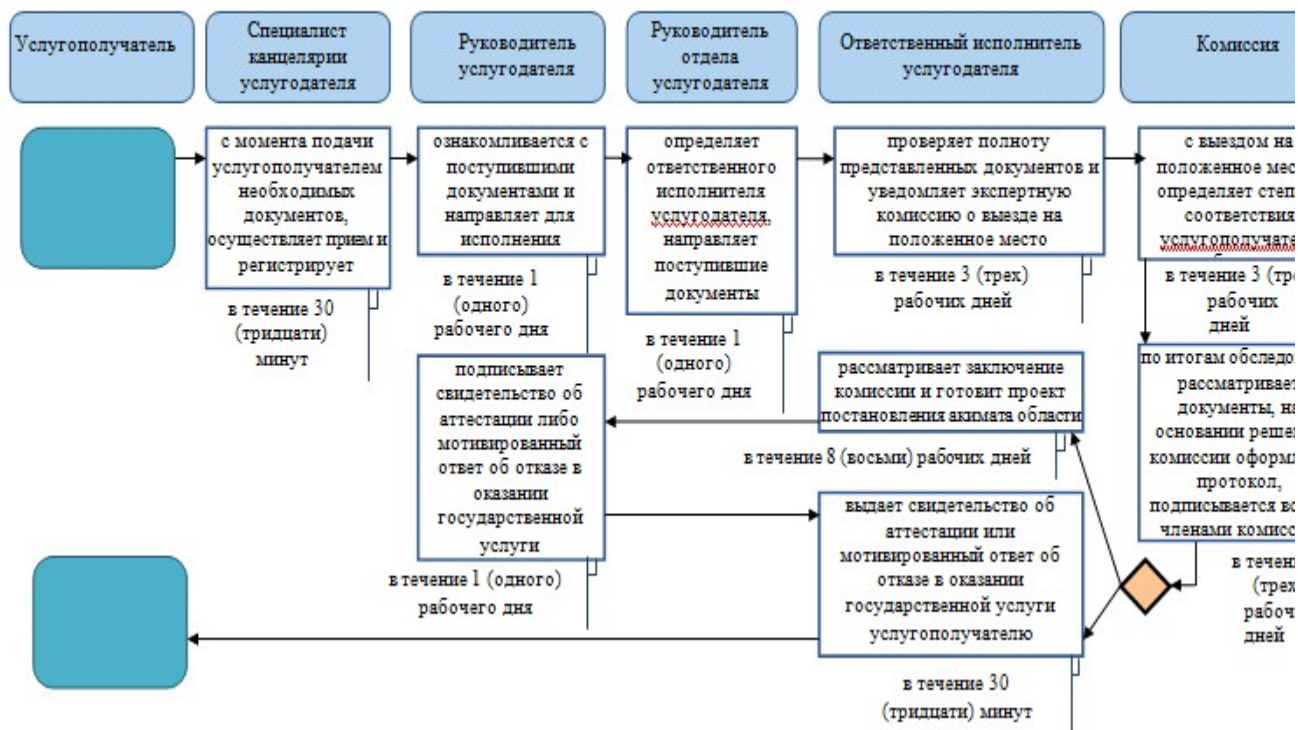 Услугополучатель
Специалист
канцелярии
услугодателя
Руководитель
услугодателя
Руководитель
отдела
услугодателя
Ответственный исполнитель
услугодателя
Комиссия
с момента подачи
услугополучателем
необходимых
документов,
осуществляет прием и
регистрирует
в течение 30
(тридцати)
минут
ознакомливается с
поступившими
документами и
направляет для
исполнения
в течение 1
(одного)
рабочего дня
определяет
ответственного
исполнителя
услугодателя,
направляет
поступившие
документы
в течение 1
(одного)
рабочего дня
проверяет полноту
представленных документов и
уведомляет экспертную
комиссию о выезде на
положенное место
в течение 3 (трех)
рабочих дней
с выездом на
положенное мес
определяет степ
соответствия
услугополучате
в течение 3 (тр
рабочих
дней
по итогам обследо
рассматривает
документы, на
основании реше
комиссии оформл
протокол,
подписывается вс
членами комисс
в течени
(трех
рабочи
дней
рассматривает заключение
комиссии и готовит проект
постановления акимата области
в течение 8 (восьми) рабочих дней
подписывает
свидетельство об
аттестации либо
мотивированный
ответ об отказе в
оказании
государственной
услуги
в течение 1 (одного)
рабочего дня
выдает свидетельство об
аттестации или
мотивированный ответ об
отказе в оказании
государственной услуги
услугополучателю
в течение 30
(тридцати) минут